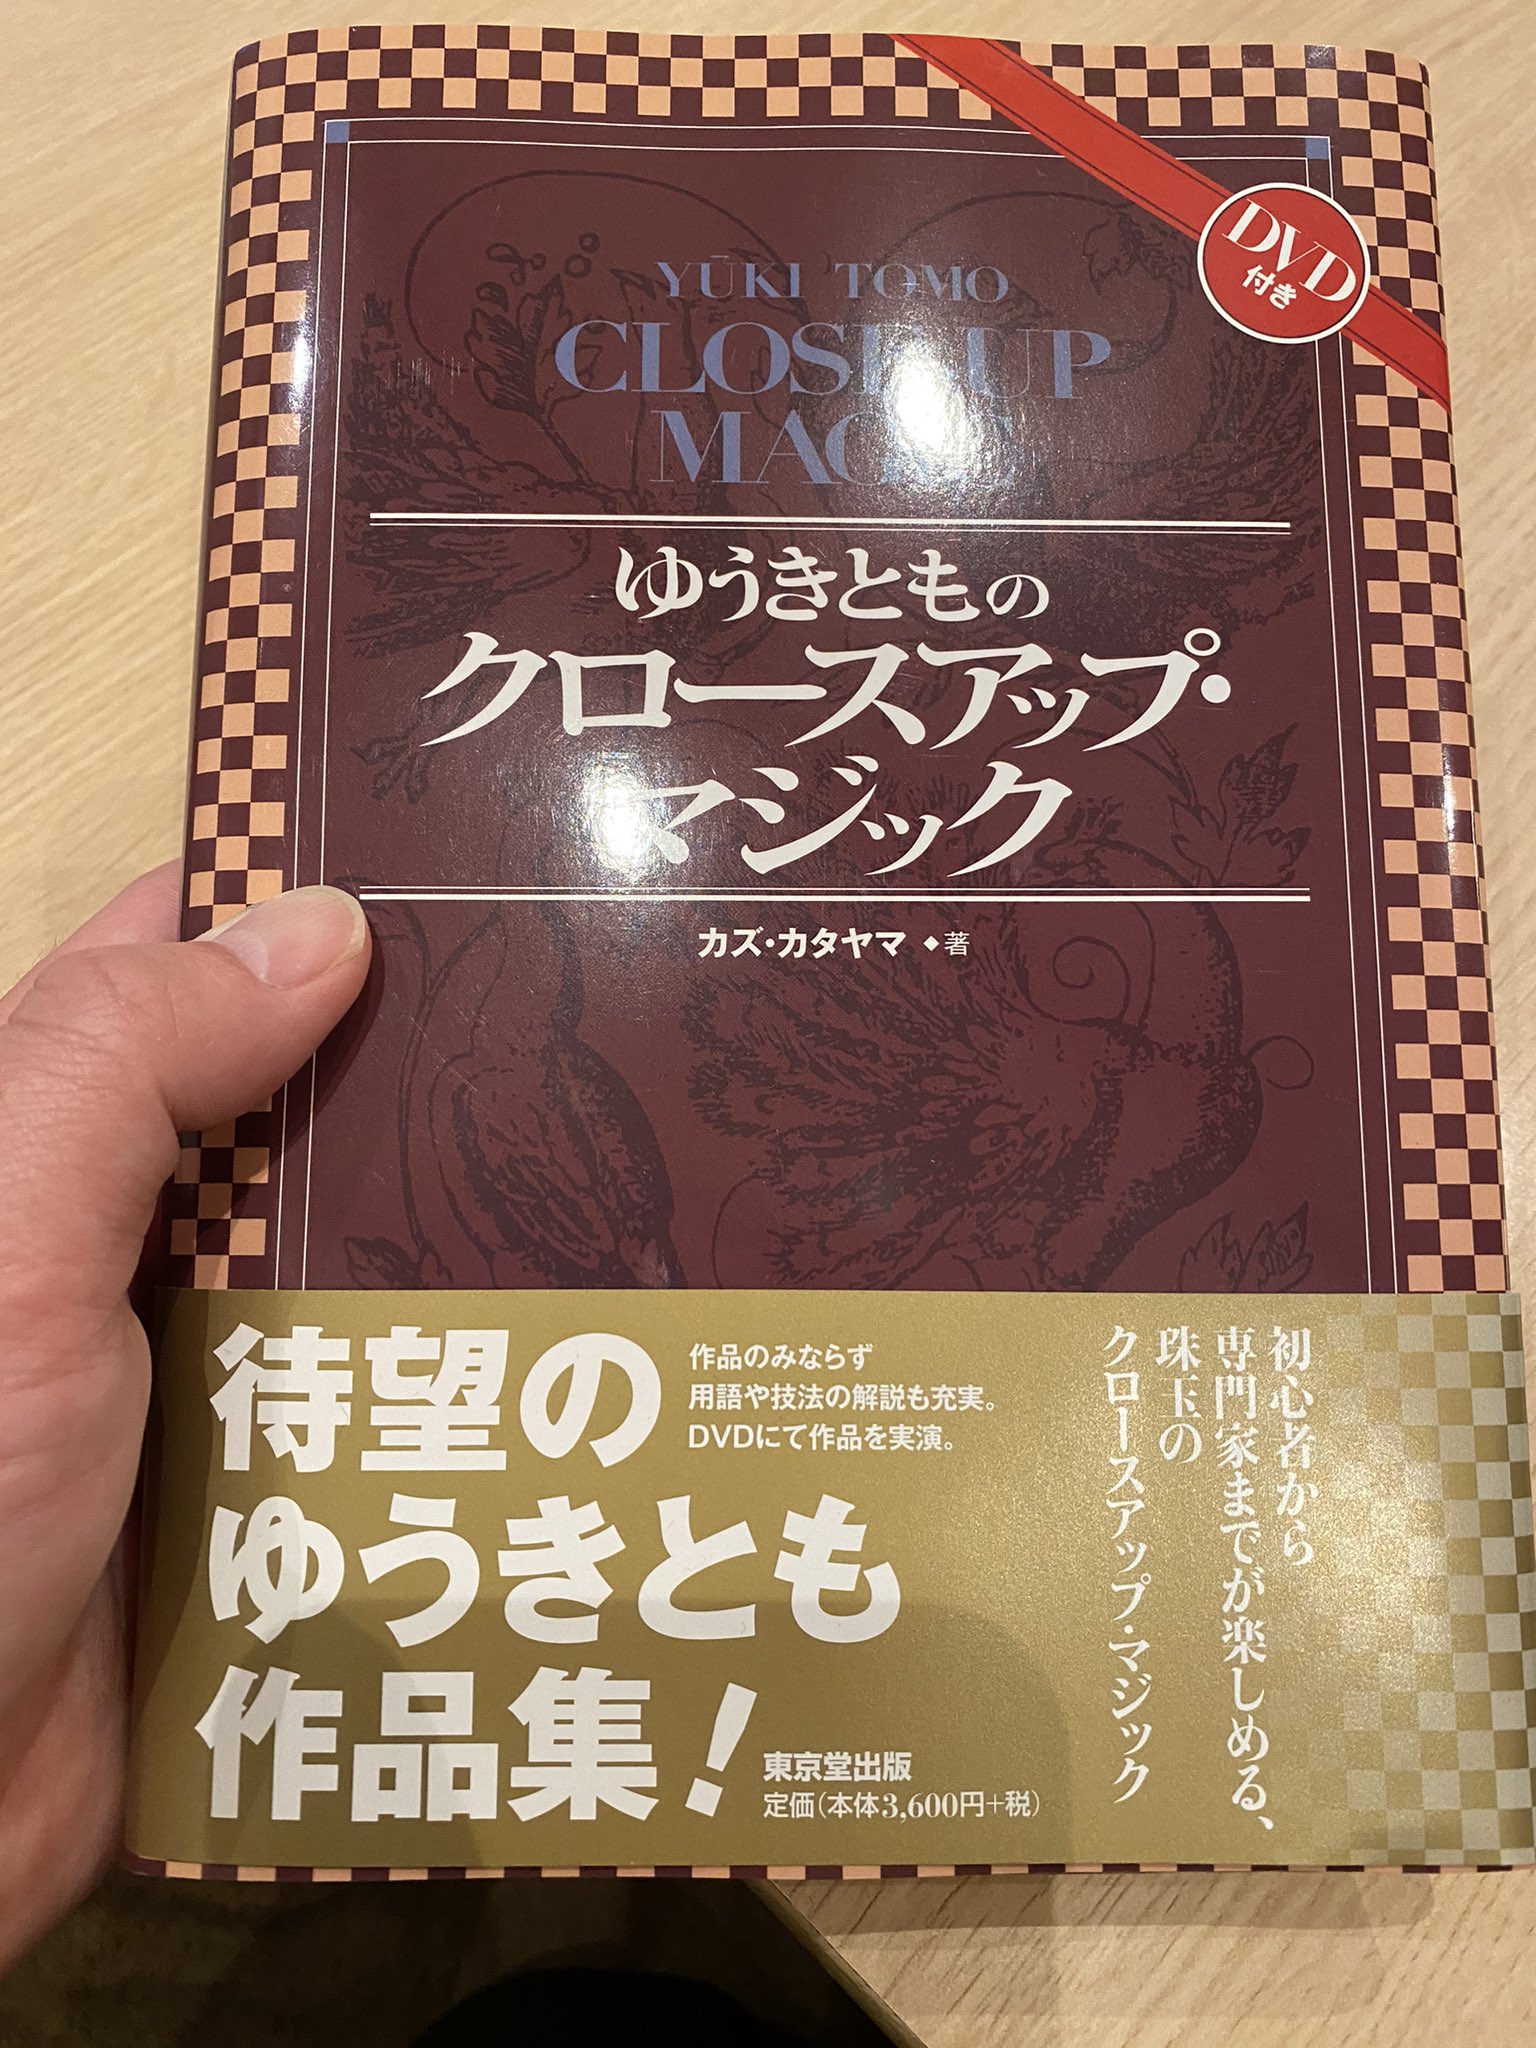 DVD
付き
YŪKI TOMO
CLOSE UP
MAGIC
ゆうきともの
クロースアップ・
マジック
カズ・カタヤマ ◆ 著
待望の
ゆうきとも
作品集!
作品のみならず
用語や技法の解説も充実。
DVDにて作品を実演。
東京堂出版
定価(本体3,600円+税)
初心者から
専門家までが楽しめる、
珠玉の
クロースアップ・マジック